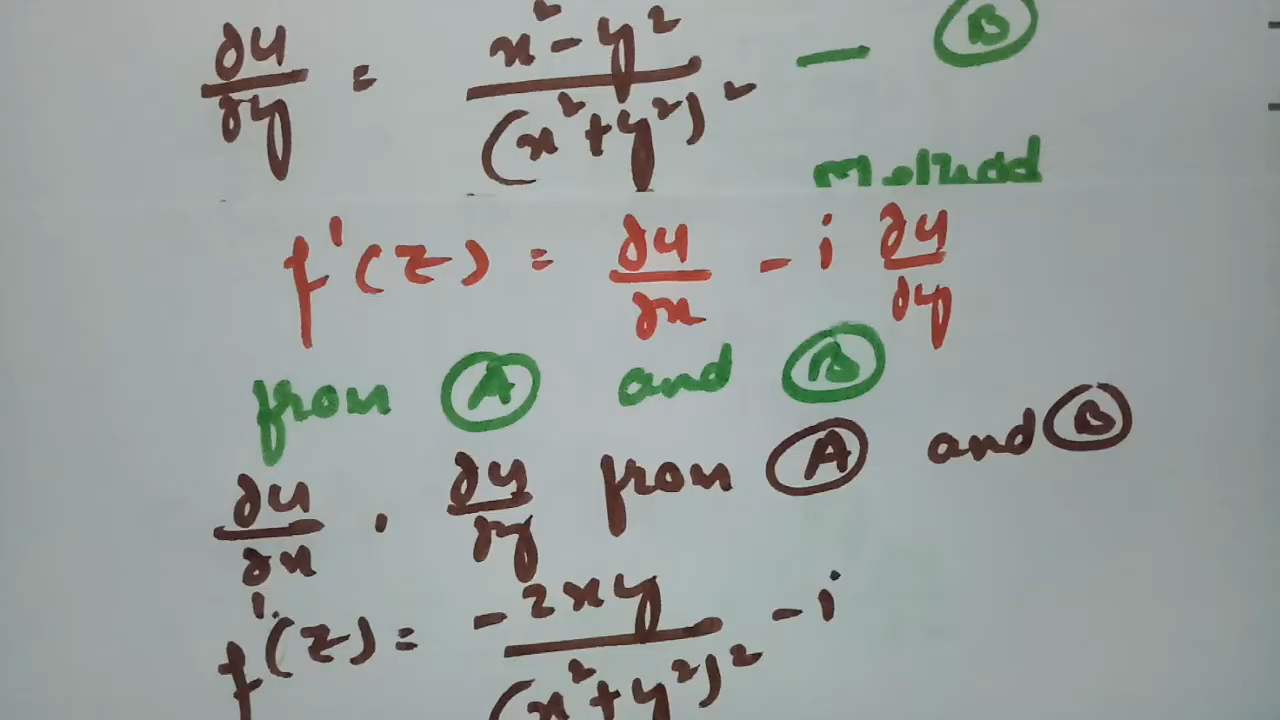 ∂u/∂y = x² - y² / (x² + y²)² — Ⓑ
Method
f'(z) = ∂u/∂x - i ∂u/∂y
from Ⓐ and Ⓑ
∂u/∂x , ∂u/∂y from Ⓐ and Ⓑ
f'(z) = -2xy / (x² + y²)² - i